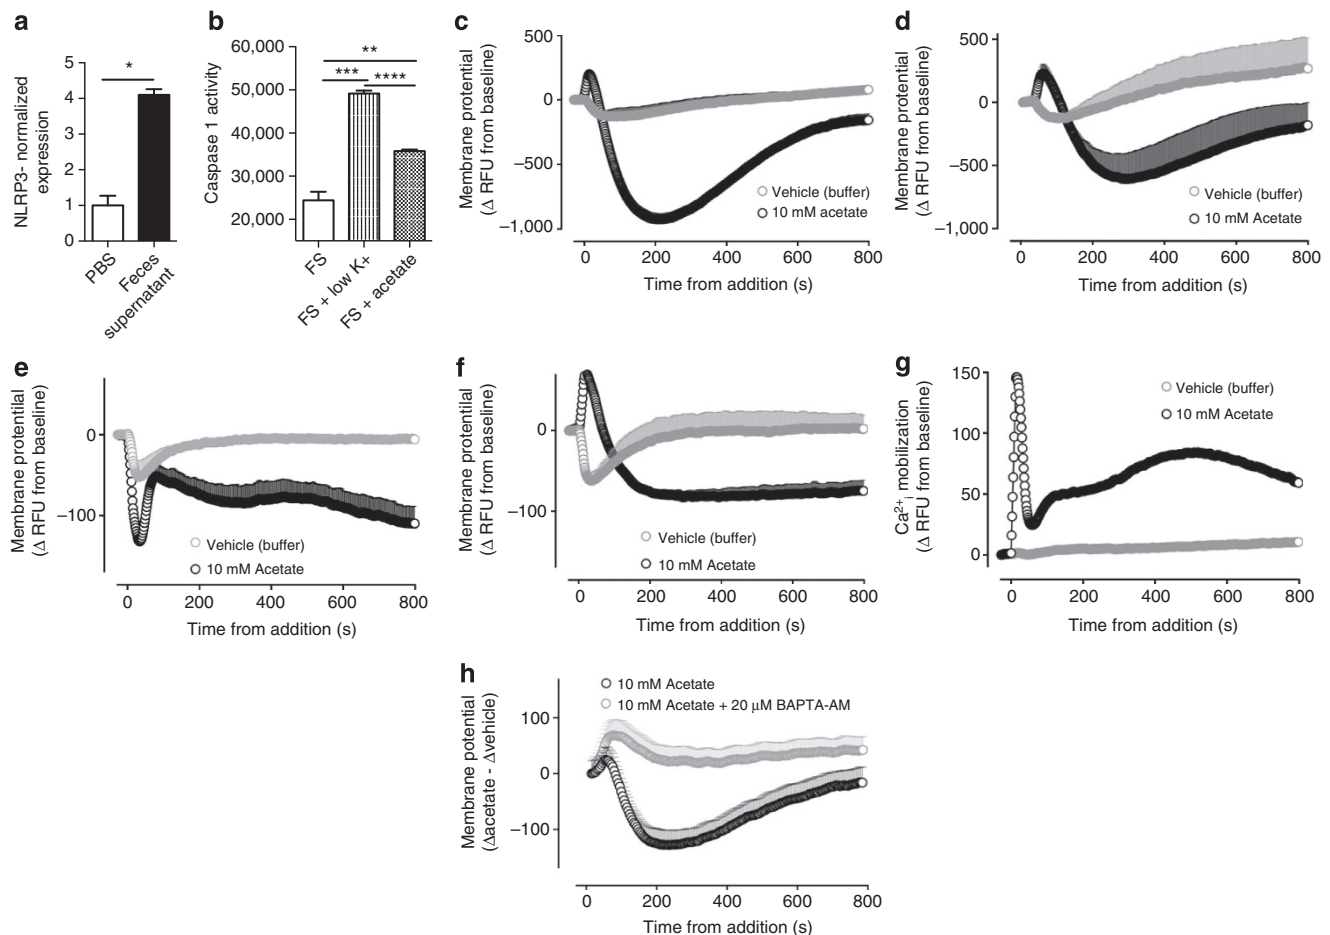 a
NLRP3- normalized
expression
5
4
3
2
1
0
*
PBS
Feces
supernatant
b
Caspase 1 activity
60,000
50,000
40,000
30,000
20,000
**
***
****
FS
FS + low K+
FS + acetate
c
Membrane potential
(Δ RFU from baseline)
500
0
−500
−1,000
Vehicle (buffer)
10 mM acetate
0 200 400 600 800
Time from addition (s)
d
Membrane potential
(Δ RFU from baseline)
500
0
−500
−1,000
Vehicle (buffer)
10 mM Acetate
0 200 400 600 800
Time from addition (s)
e
Membrane potentilal
(Δ RFU from baseline)
0
−100
Vehicle (buffer)
10 mM Acetate
0 200 400 600 800
Time from addition (s)
f
Membrane potential
(Δ RFU from baseline)
0
−100
Vehicle (buffer)
10 mM Acetate
0 200 400 600 800
Time from addition (s)
g
Ca2+i mobilization
(Δ RFU from baseline)
150
100
50
0
Vehicle (buffer)
10 mM Acetate
0 200 400 600 800
Time from addition (s)
h
Membrane potential
(Δacetate - Δvehicle)
100
0
−100
10 mM Acetate
10 mM Acetate + 20 μM BAPTA-AM
0 200 400 600 800
Time from addition (s)